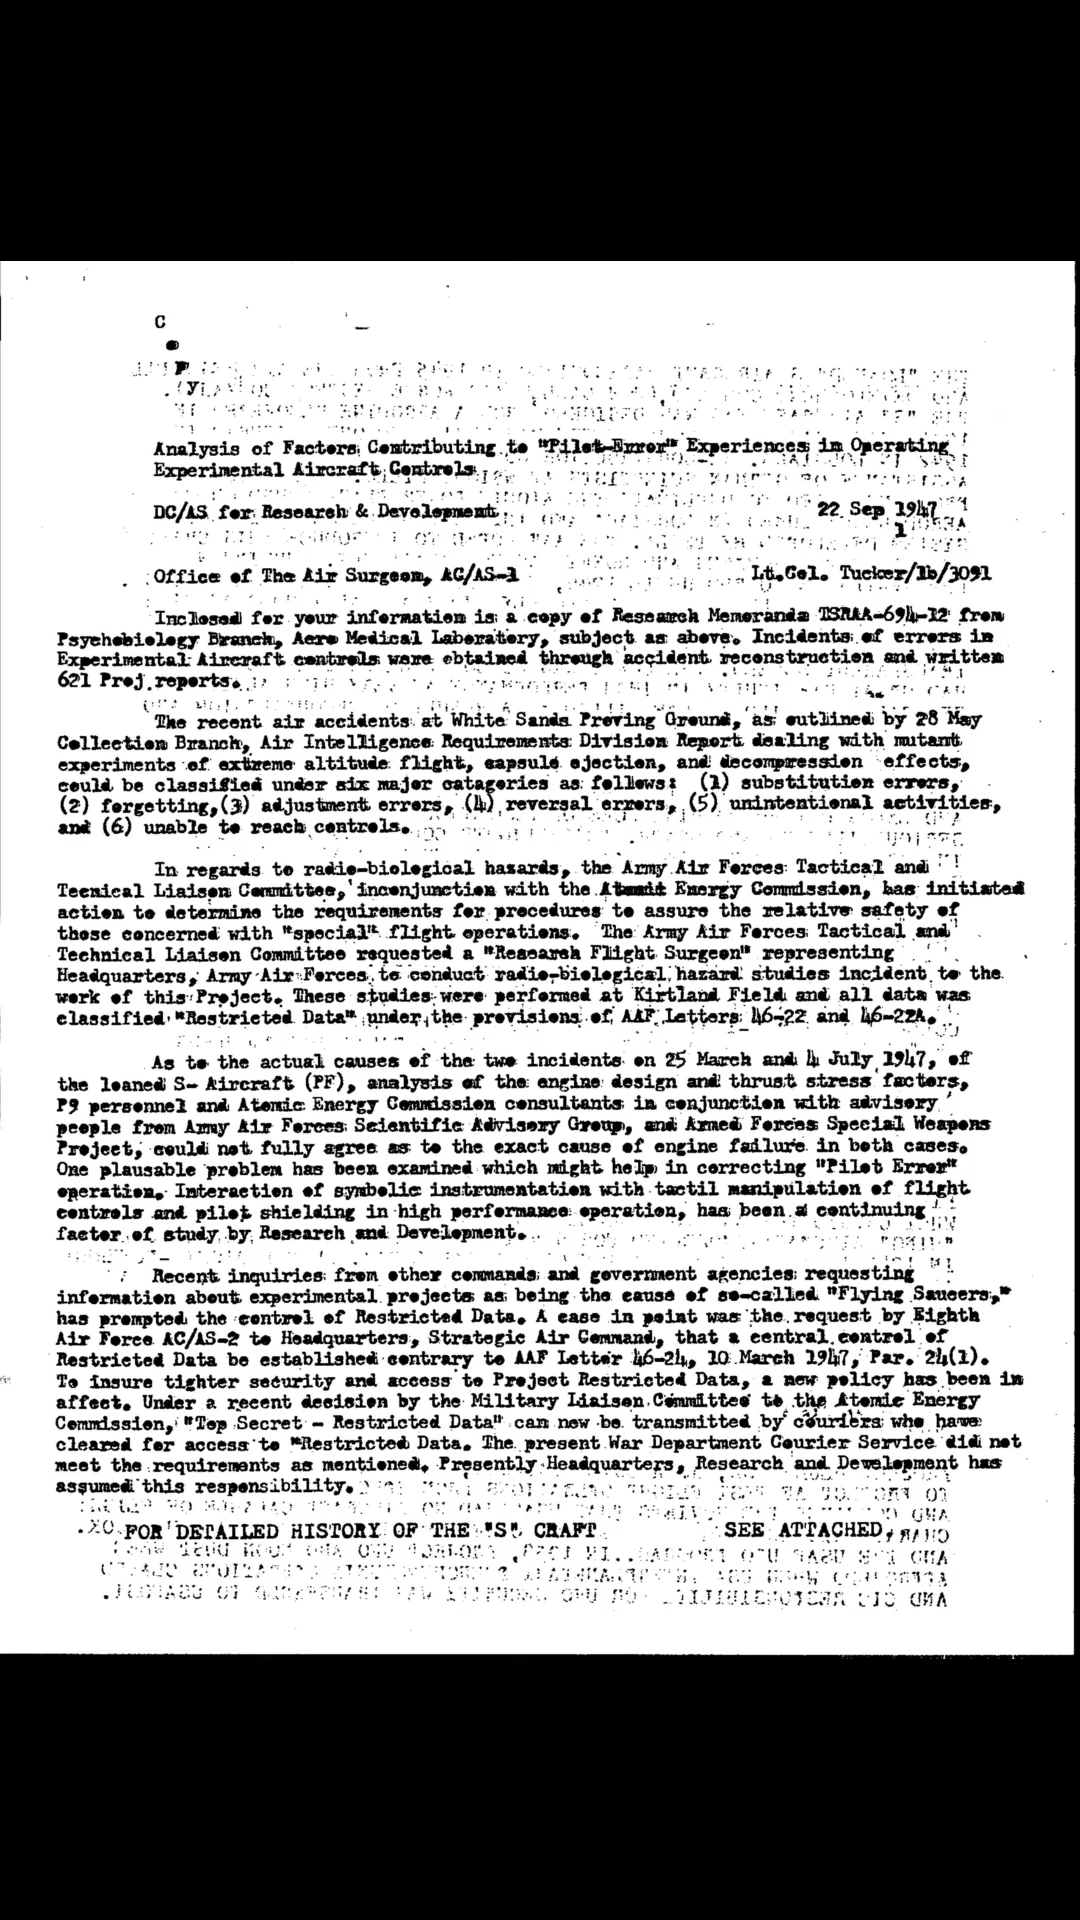 C
P
y
Analysis of Factors Contributing to "Pilot-Error" Experiences in Operating
Experimental Aircraft Controls
DC/AS for Research & Development 22 Sep 1947
1
Office of The Air Surgeon, AC/AS-1 Lt.Col. Tucker/lb/3091
Inclosed for your information is a copy of Research Memoranda TSRAA-694-12 from
Psychobiology Branch, Aero Medical Laboratory, subject as above. Incidents of errors in
Experimental Aircraft controls were obtained through accident reconstruction and written
621 Proj reports.
The recent air accidents at White Sands Proving Ground, as outlined by 28 May
Collection Branch, Air Intelligence Requirements Division Report dealing with mutant
experiments of extreme altitude flight, capsule ejection, and decompression effects,
could be classified under six major catagories as follows: (1) substitution errors,
(2) forgetting,(3) adjustment errors, (4) reversal errors, (5) unintentional activities,
and (6) unable to reach controls.
In regards to radio-biological hazards, the Army Air Forces Tactical and
Tecnical Liaison Committee, inconjunction with the Atomic Energy Commission, has initiated
action to determine the requirements for procedures to assure the relative safety of
those concerned with "special" flight operations. The Army Air Forces Tactical and
Technical Liaison Committee requested a "Research Flight Surgeon" representing
Headquarters, Army Air Forces to conduct radio-biological hazard studies incident to the
work of this Project. These studies were performed at Kirtland Field and all data was
classified "Restricted Data" under the provisions of AAF Letters 46-22 and 46-22A.
As to the actual causes of the two incidents on 25 March and 4 July 1947, of
the loaned S- Aircraft (PF), analysis of the engine design and thrust stress factors,
P9 personnel and Atomic Energy Commission consultants in conjunction with advisory
people from Army Air Forces Scientific Advisory Group, and Armed Forces Special Weapons
Project, could not fully agree as to the exact cause of engine failure in both cases.
One plausable problem has been examined which might help in correcting "Pilot Error"
operation. Interaction of symbolic instrumentation with tactil manipulation of flight
controls and pilot shielding in high performance operation, has been a continuing
factor of study by Research and Development.
Recent inquiries from other commands and government agencies requesting
information about experimental projects as being the cause of so-called "Flying Saucers,"
has prompted the control of Restricted Data. A case in point was the request by Eighth
Air Force AC/AS-2 to Headquarters, Strategic Air Command, that a central control of
Restricted Data be established contrary to AAF Letter 46-24, 10 March 1947, Par. 24(1).
To insure tighter security and access to Project Restricted Data, a new policy has been in
affect. Under a recent decision by the Military Liaison Committee to the Atomic Energy
Commission, "Top Secret - Restricted Data" can now be transmitted by couriers who have
cleared for access to "Restricted Data. The present War Department Courier Service did not
meet the requirements as mentioned. Presently Headquarters, Research and Development has
assumed this responsibility.
FOR DETAILED HISTORY OF THE "S" CRAFT SEE ATTACHED,